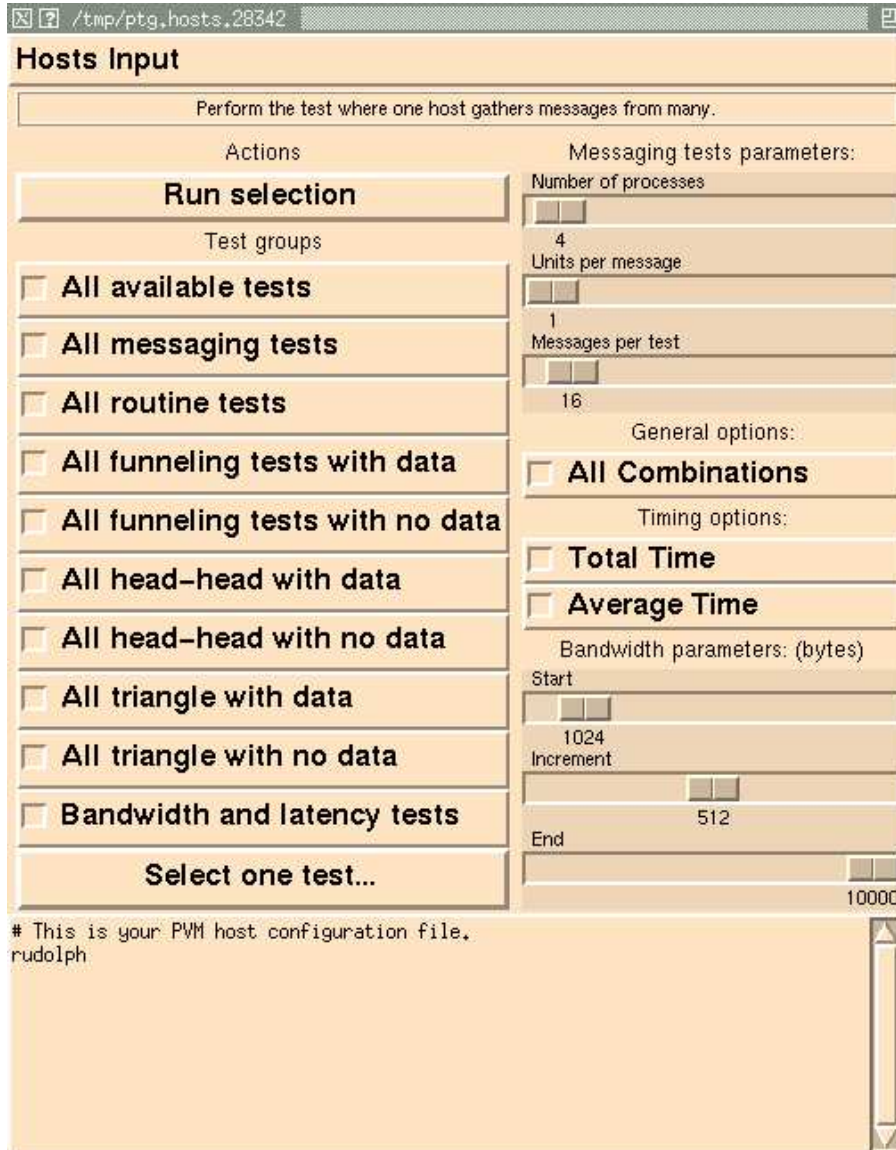 /tmp/ptg.hosts.28342
Hosts Input
Perform the test where one host gathers messages from many.
Actions
Run selection
Test groups
All available tests
All messaging tests
All routine tests
All funneling tests with data
All funneling tests with no data
All head-head with data
All head-head with no data
All triangle with data
All triangle with no data
Bandwidth and latency tests
Select one test...
Messaging tests parameters:
Number of processes
4
Units per message
1
Messages per test
16
General options:
All Combinations
Timing options:
Total Time
Average Time
Bandwidth parameters: (bytes)
Start
1024
Increment
512
End
10000
# This is your PVM host configuration file.
rudolph